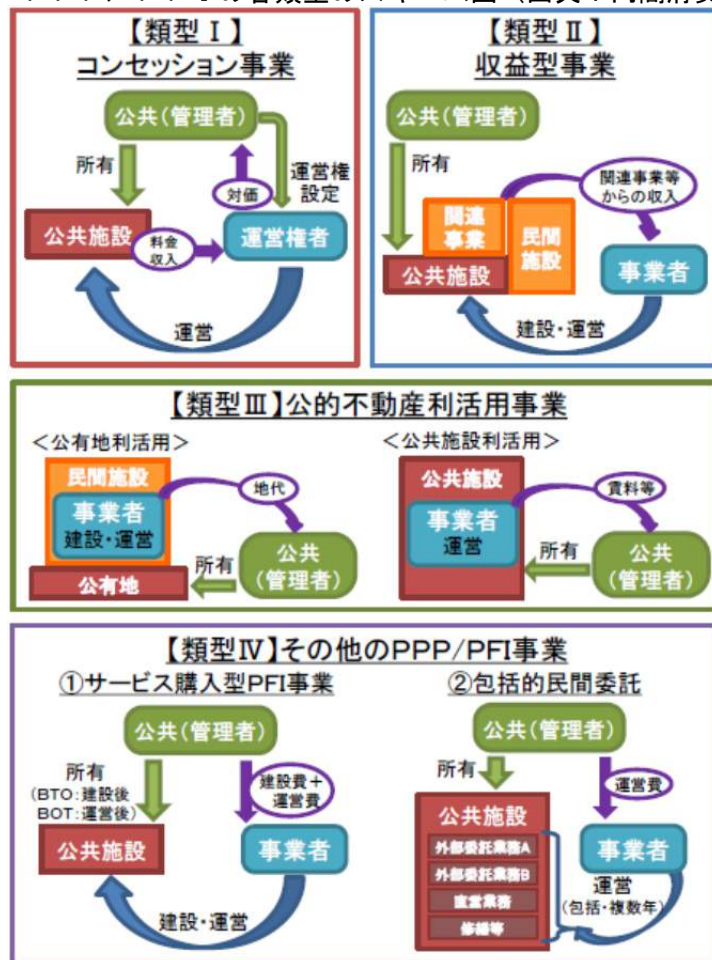 【類型Ⅰ】
コンセッション事業
公共(管理者)
所有
対価
運営権
設定
公共施設
料金
収入
運営権者
運営
【類型Ⅱ】
収益型事業
公共(管理者)
所有
関連事業等
からの収入
関連
事業
民間
施設
公共施設
事業者
建設・運営
【類型Ⅲ】公的不動産利活用事業
<公有地利活用>
民間施設
事業者
建設・運営
地代
所有
公共
(管理者)
公有地
<公共施設利活用>
公共施設
事業者
運営
賃料等
所有
公共
(管理者)
【類型Ⅳ】その他のPPP/PFI事業
①サービス購入型PFI事業
公共(管理者)
所有
(BTO:建設後
BOT:運営後)
建設費+
運営費
公共施設
事業者
建設・運営
②包括的民間委託
公共(管理者)
所有
運営費
公共施設
外部委託業務A
外部委託業務B
直営業務
修繕等
事業者
運営
(包括・複数年)